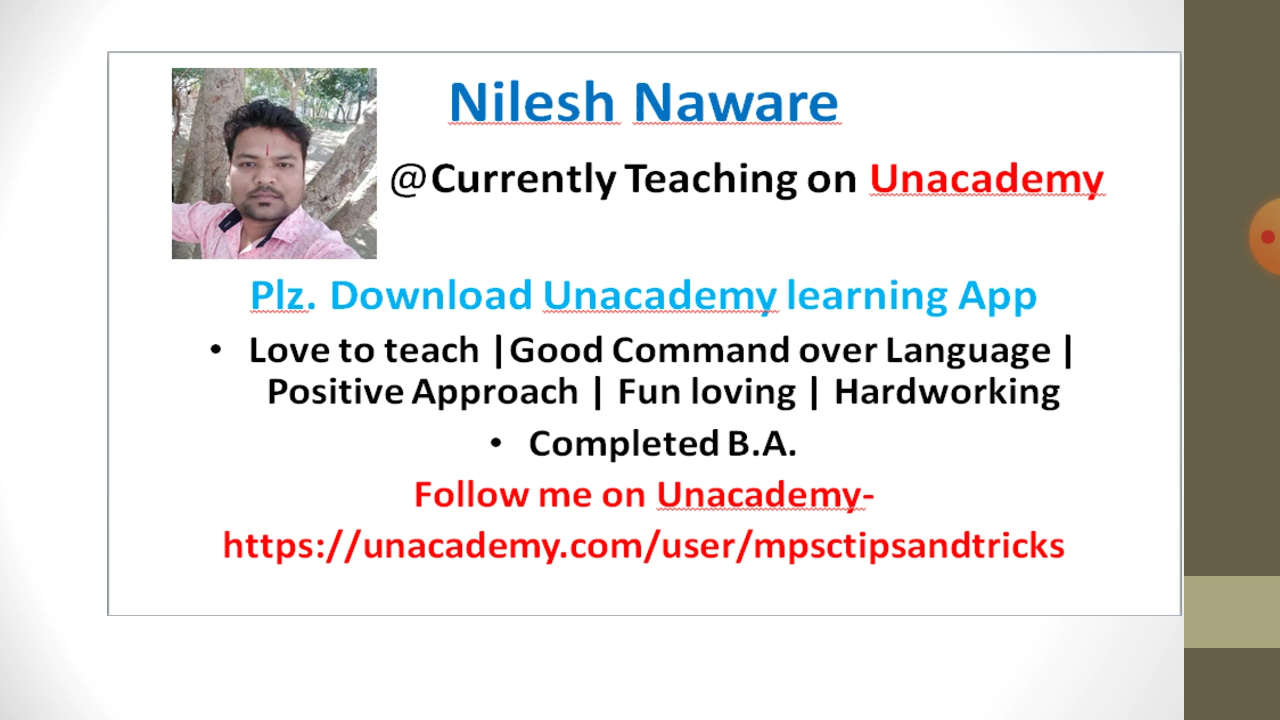 Nilesh Naware
@Currently Teaching on Unacademy
Plz. Download Unacademy learning App
• Love to teach |Good Command over Language |
Positive Approach | Fun loving | Hardworking
• Completed B.A.
Follow me on Unacademy-
https://unacademy.com/user/mpsctipsandtricks